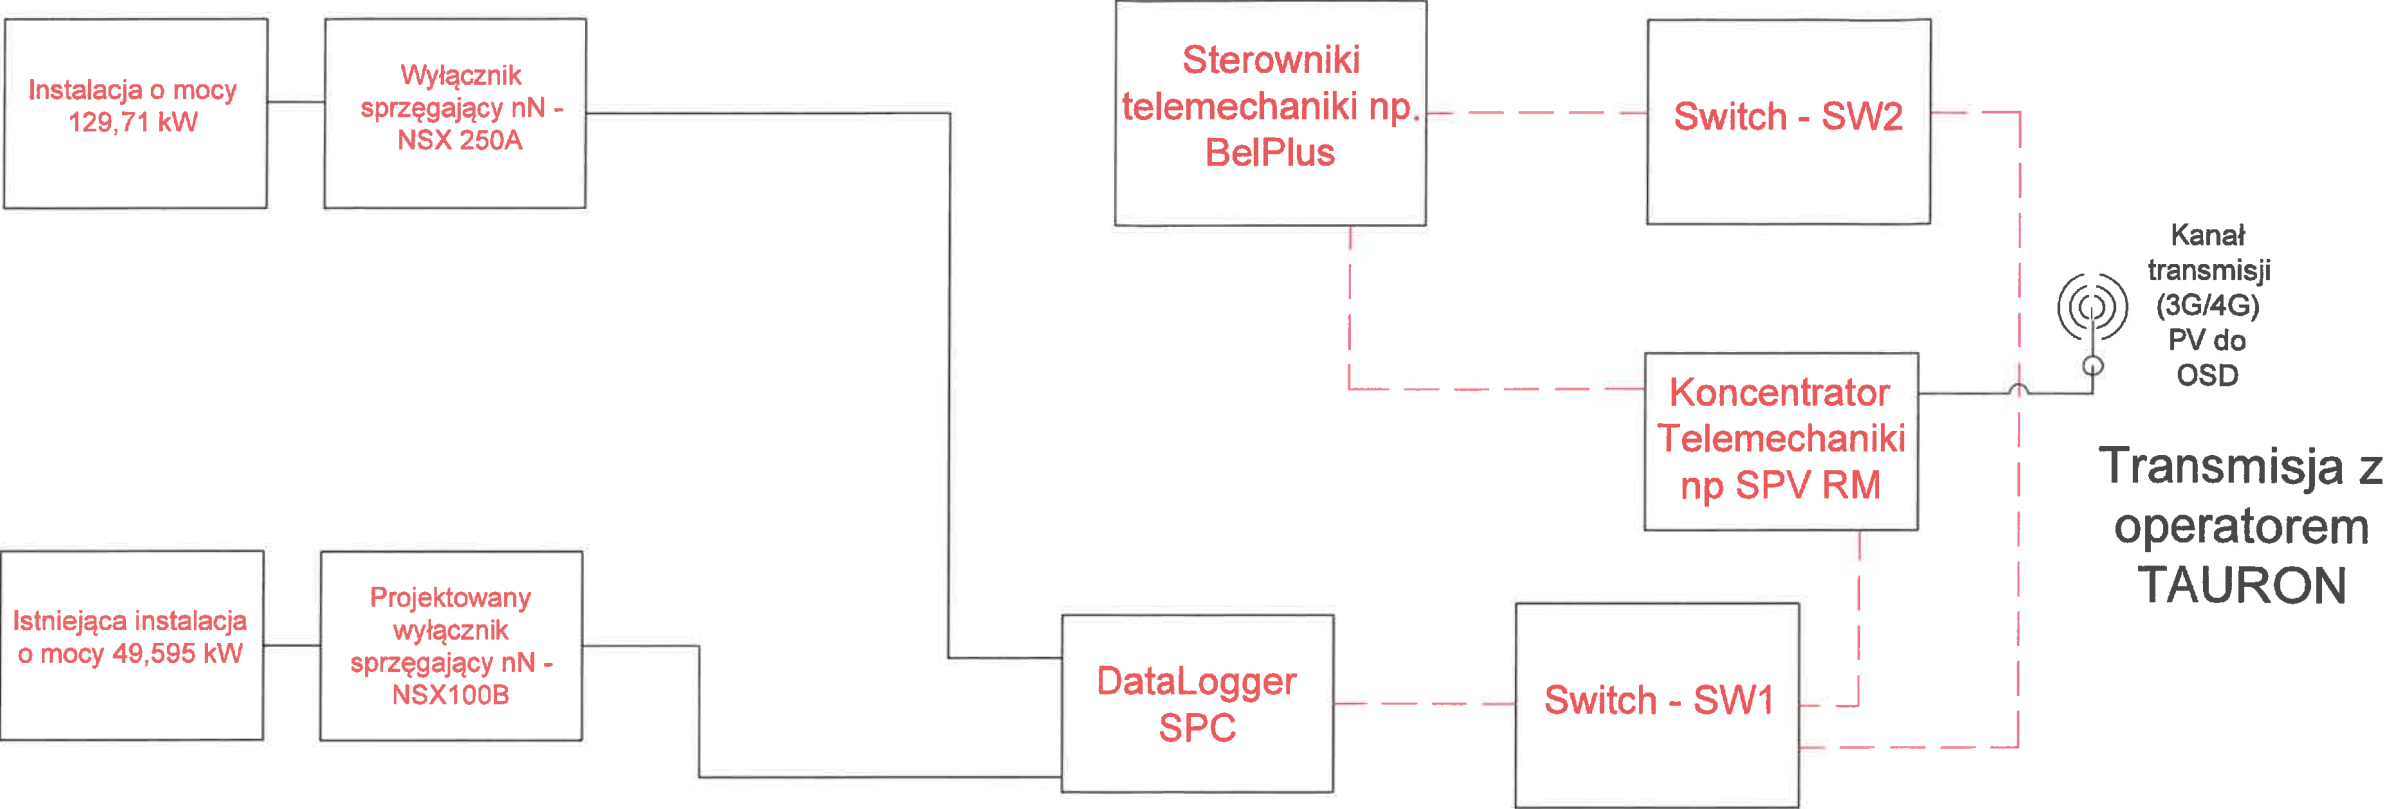 Instalacja o mocy
129,71 kW
Wyłącznik
sprzęgający nN -
NSX 250A
Sterowniki
telemechaniki np.
BelPlus
Switch - SW2
Kanał
transmisji
(3G/4G)
PV do
OSD
Koncentrator
Telemechaniki
np SPV RM
Transmisja z
operatorem
TAURON
Istniejąca instalacja
o mocy 49,595 kW
Projektowany
wyłącznik
sprzęgający nN -
NSX100B
DataLogger
SPC
Switch - SW1